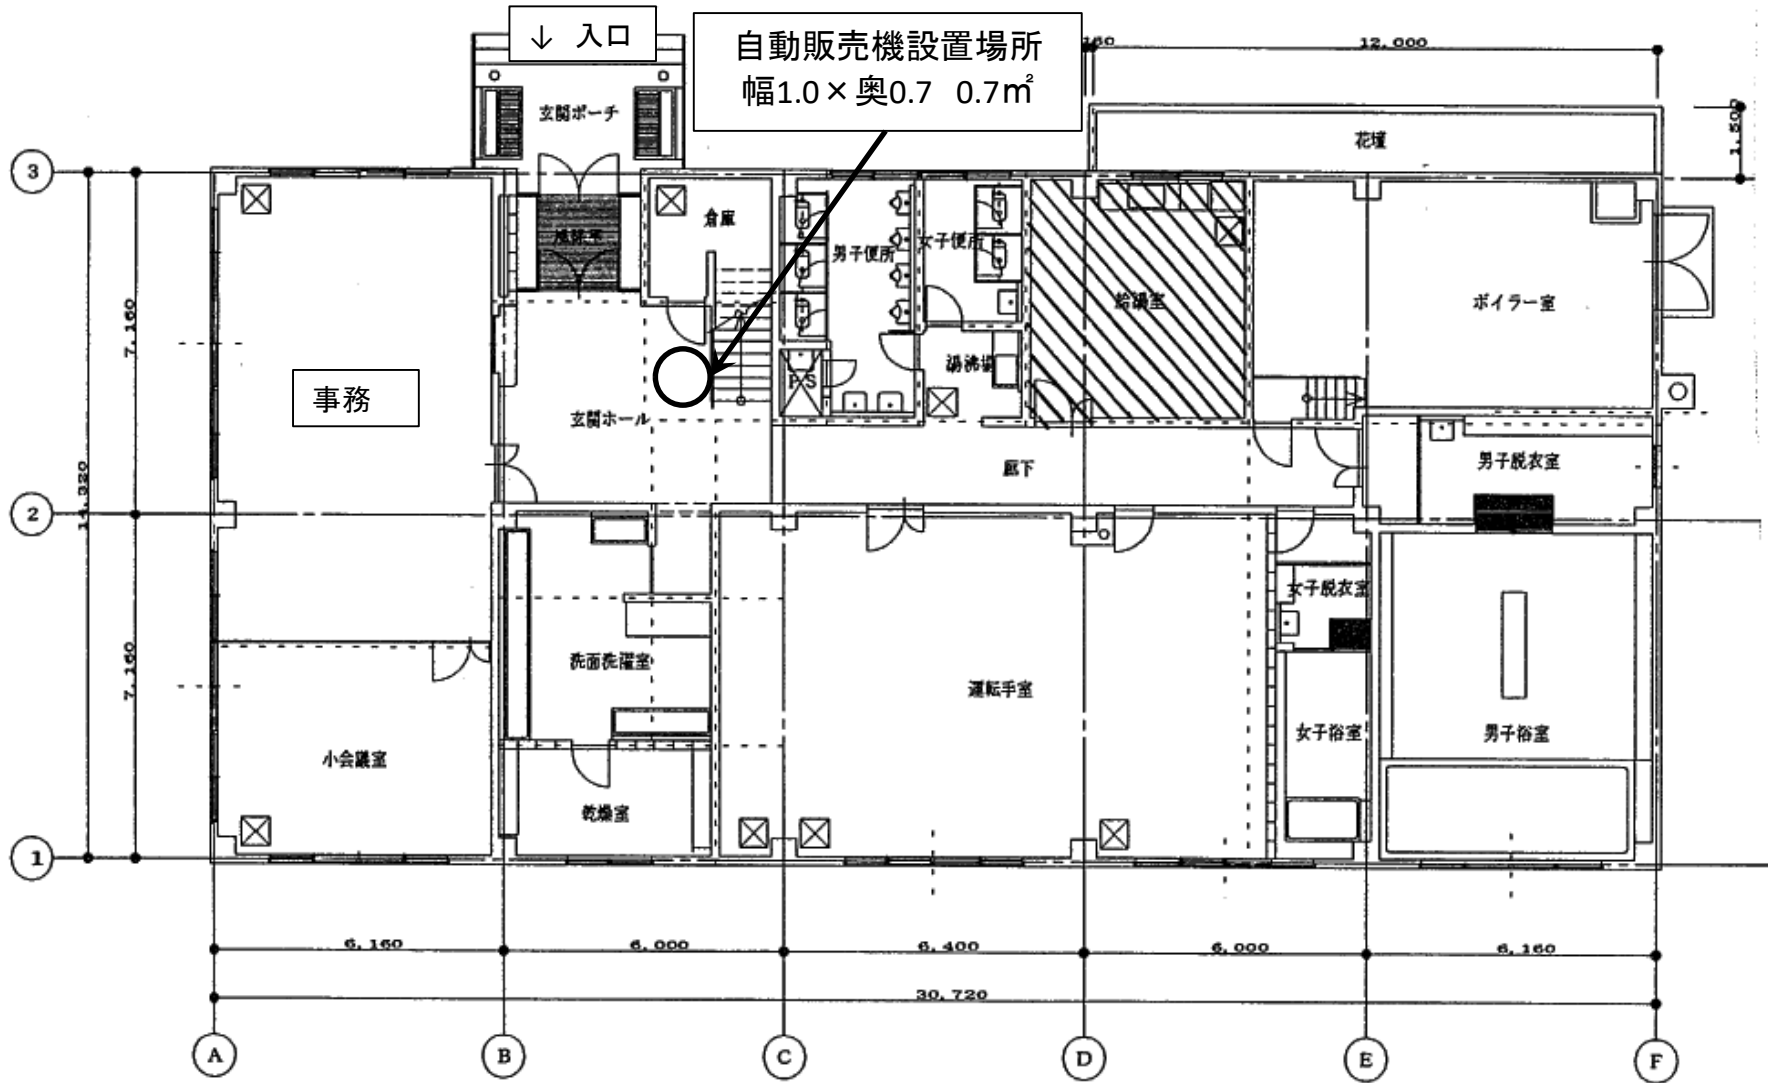 ↓ 入口
自動販売機設置場所
幅1.0×奥0.7 0.7㎡
160
12,000
1,500
玄関ポーチ
花壇
3
風除室
倉庫
男子便所
女子便所
給湯室
ボイラー室
7,160
湯沸場
PS
事務
玄関ホール
廊下
男子脱衣室
14,320
2
女子脱衣室
7,160
洗面洗濯室
運転手室
女子浴室
男子浴室
小会議室
乾燥室
1
6,160
6,000
6,400
6,000
6,160
30,720
A
B
C
D
E
F